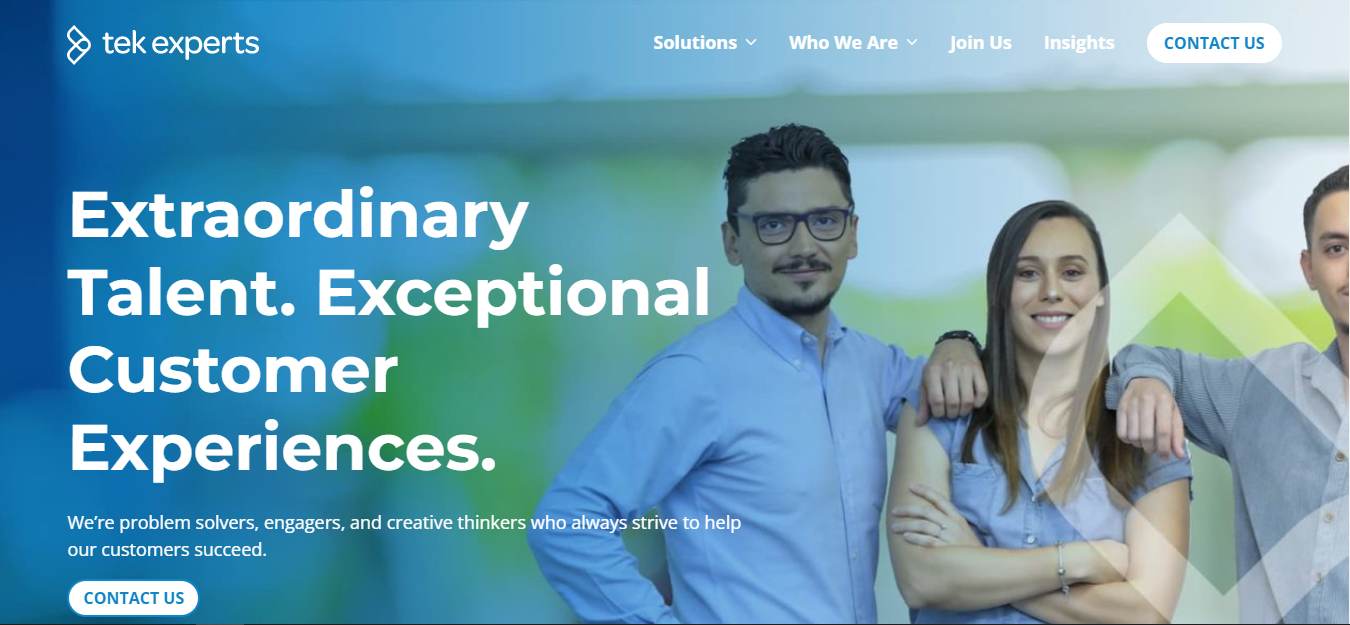 tek experts
Solutions
Who We Are
Join Us
Insights
CONTACT US
Extraordinary
Talent. Exceptional
Customer
Experiences.
We’re problem solvers, engagers, and creative thinkers who always strive to help
our customers succeed.
CONTACT US